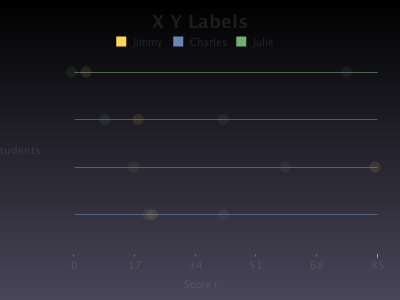 X Y Labels
Jimmy Charles Julie
tudents
0 17 34 51 68 85
Score (